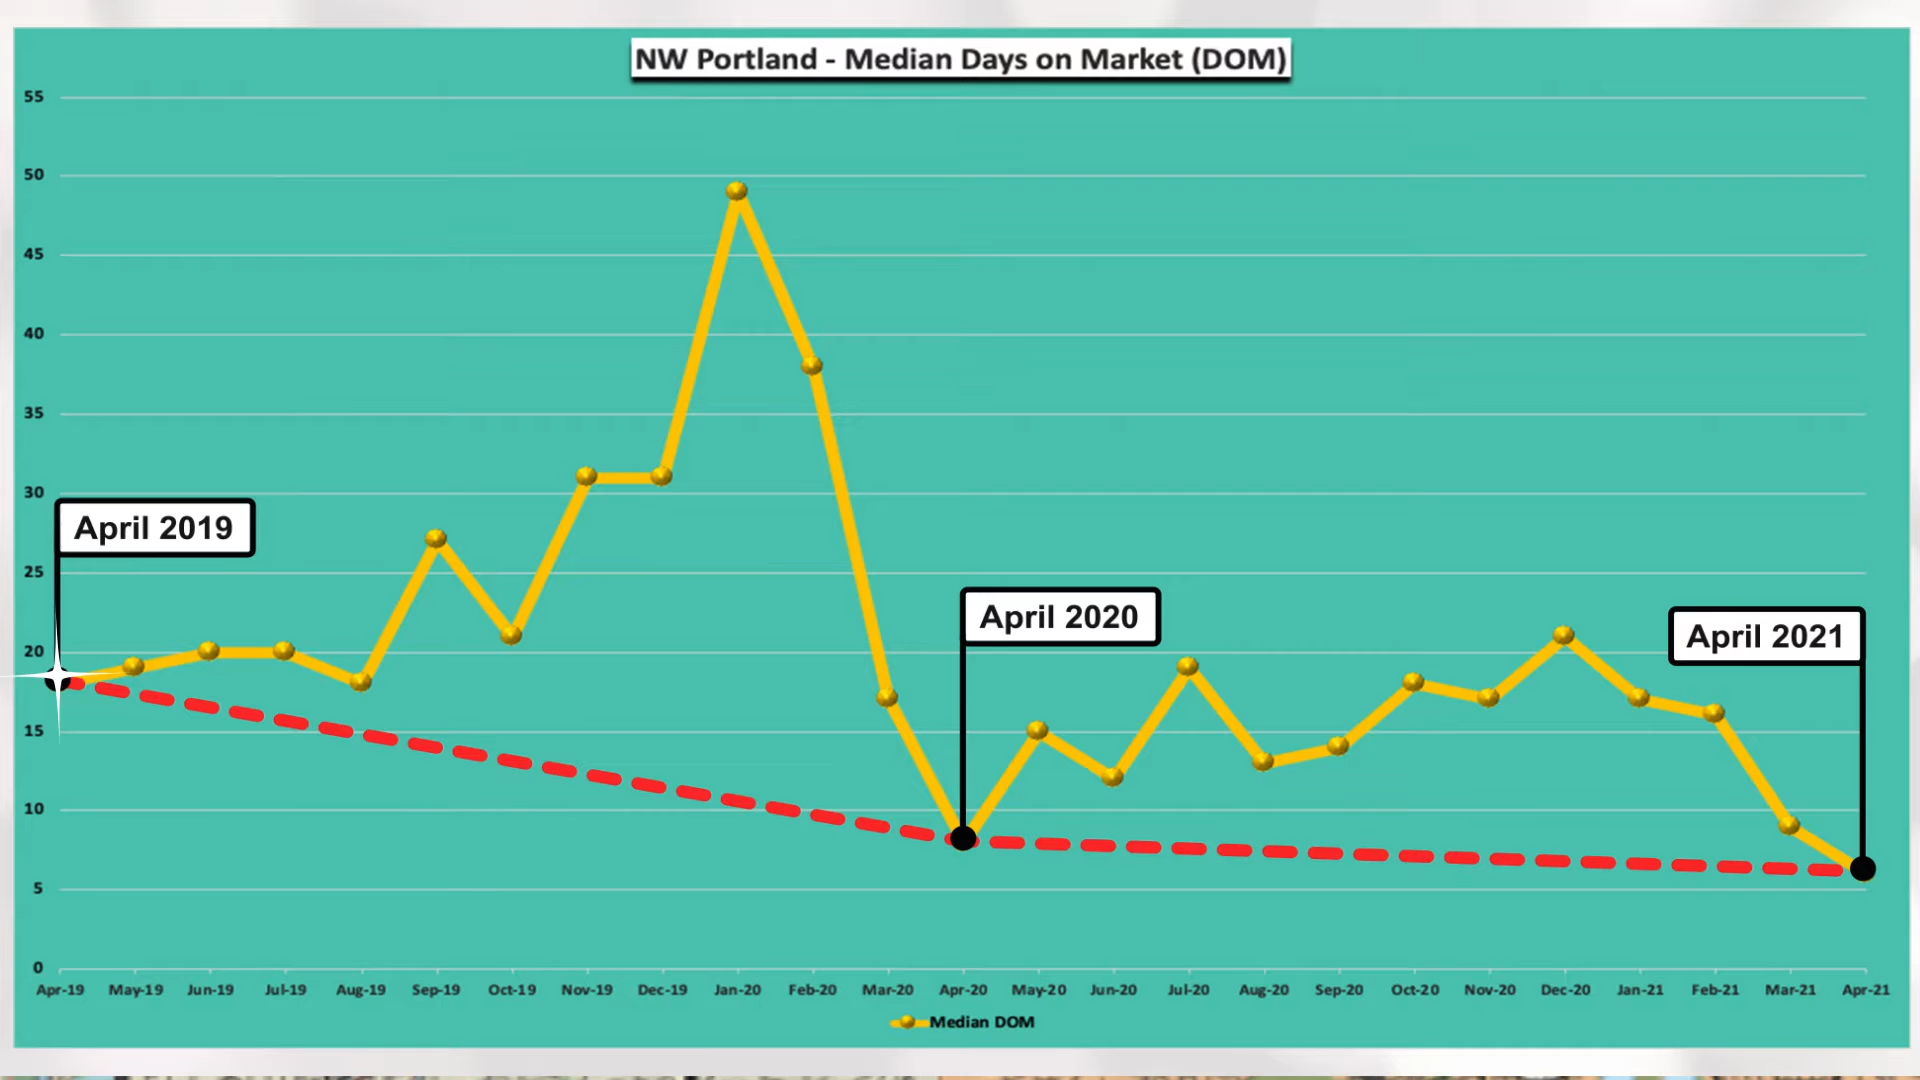 NW Portland - Median Days on Market (DOM)
55
50
45
40
35
30
25
20
15
10
5
0
April 2019
April 2020
April 2021
Apr-19 May-19 Jun-19 Jul-19 Aug-19 Sep-19 Oct-19 Nov-19 Dec-19 Jan-20 Feb-20 Mar-20 Apr-20 May-20 Jun-20 Jul-20 Aug-20 Sep-20 Oct-20 Nov-20 Dec-20 Jan-21 Feb-21 Mar-21 Apr-21
Median DOM